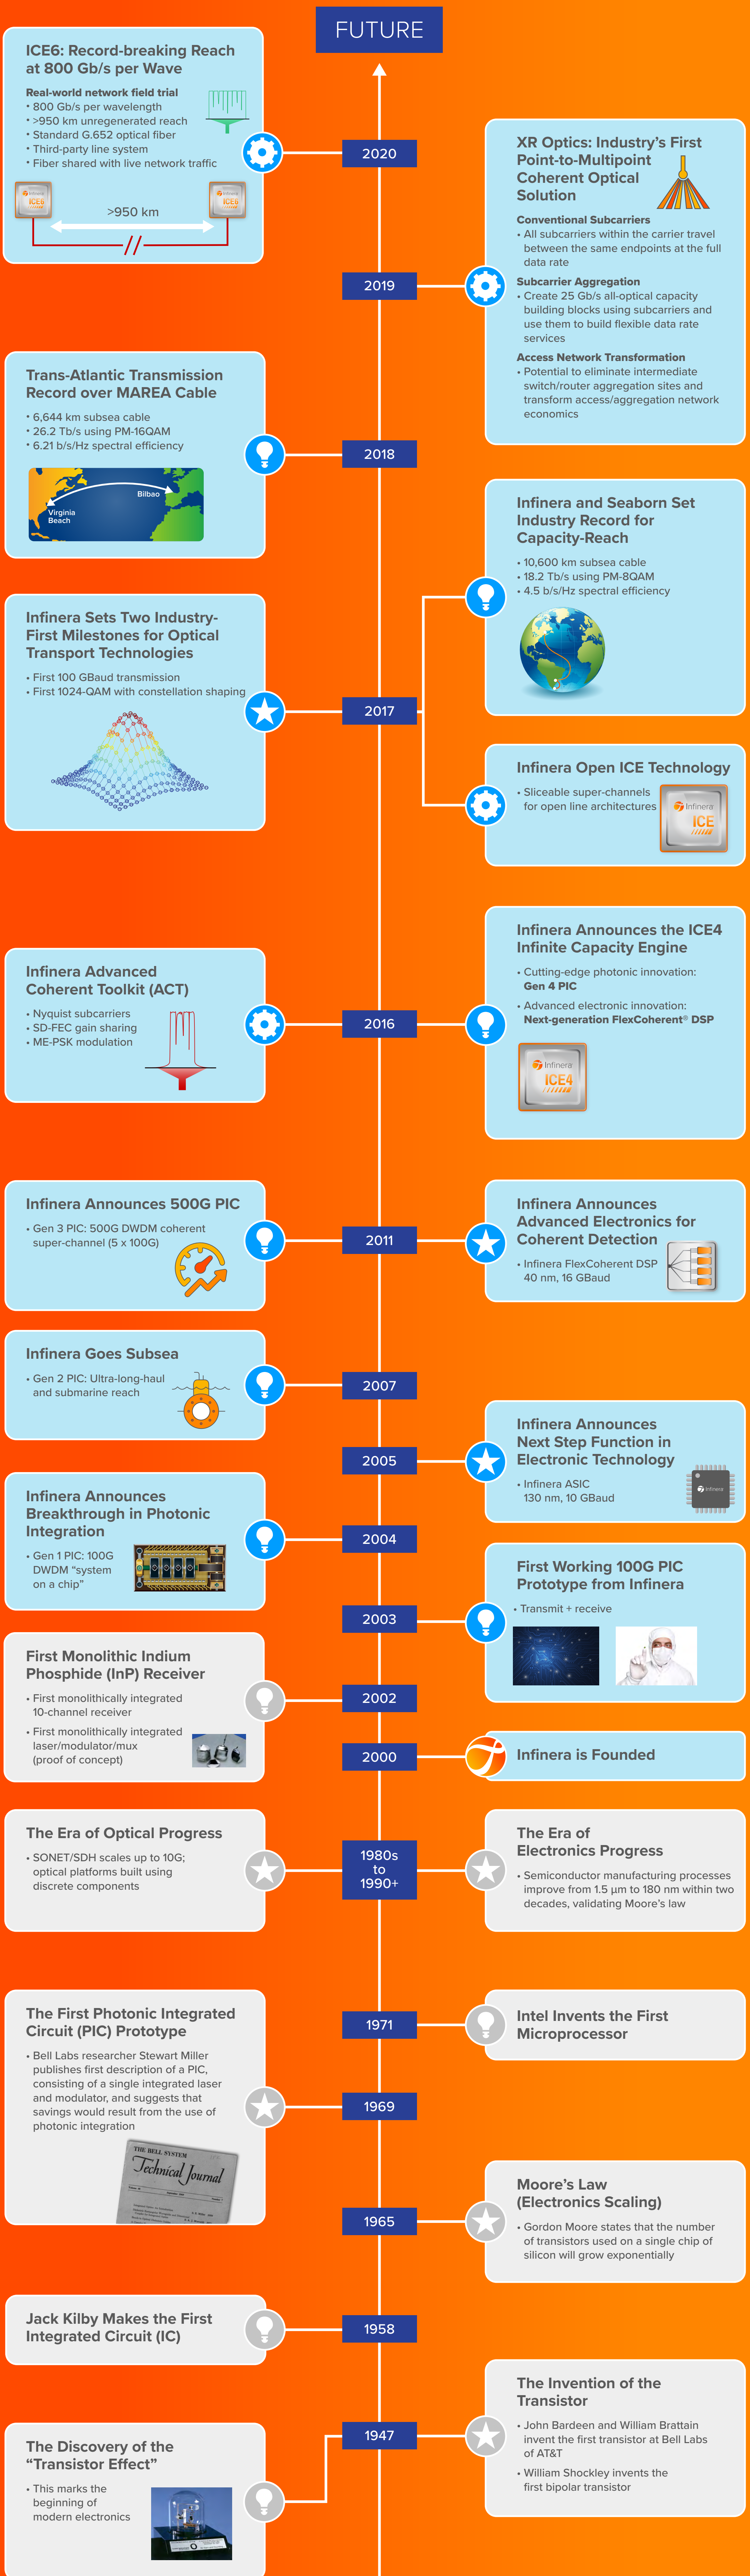 FUTURE
ICE6: Record-breaking Reach
at 800 Gb/s per Wave
Real-world network field trial
• 800 Gb/s per wavelength
• >950 km unregenerated reach
• Standard G.652 optical fiber
• Third-party line system
• Fiber shared with live network traffic
Infinera
ICE6
Infinera
ICE6
>950 km
2020
XR Optics: Industry's First
Point-to-Multipoint
Coherent Optical
Solution
Conventional Subcarriers
• All subcarriers within the carrier travel
between the same endpoints at the full
data rate
Subcarrier Aggregation
• Create 25 Gb/s all-optical capacity
building blocks using subcarriers and
use them to build flexible data rate
services
Access Network Transformation
• Potential to eliminate intermediate
switch/router aggregation sites and
transform access/aggregation network
economics
2019
Trans-Atlantic Transmission
Record over MAREA Cable
• 6,644 km subsea cable
• 26.2 Tb/s using PM-16QAM
• 6.21 b/s/Hz spectral efficiency
Bilbao
Virginia
Beach
2018
Infinera and Seaborn Set
Industry Record for
Capacity-Reach
• 10,600 km subsea cable
• 18.2 Tb/s using PM-8QAM
• 4.5 b/s/Hz spectral efficiency
Infinera Sets Two Industry-
First Milestones for Optical
Transport Technologies
• First 100 GBaud transmission
• First 1024-QAM with constellation shaping
2017
Infinera Open ICE Technology
• Sliceable super-channels
for open line architectures
Infinera
ICE
Infinera Announces the ICE4
Infinite Capacity Engine
• Cutting-edge photonic innovation:
Gen 4 PIC
• Advanced electronic innovation:
Next-generation FlexCoherent® DSP
Infinera
ICE4
Infinera Advanced
Coherent Toolkit (ACT)
• Nyquist subcarriers
• SD-FEC gain sharing
• ME-PSK modulation
2016
Infinera Announces 500G PIC
• Gen 3 PIC: 500G DWDM coherent
super-channel (5 x 100G)
2011
Infinera Announces
Advanced Electronics for
Coherent Detection
• Infinera FlexCoherent DSP
40 nm, 16 GBaud
Infinera Goes Subsea
• Gen 2 PIC: Ultra-long-haul
and submarine reach
2007
Infinera Announces
Next Step Function in
Electronic Technology
• Infinera ASIC
130 nm, 10 GBaud
Infinera
2005
Infinera Announces
Breakthrough in Photonic
Integration
• Gen 1 PIC: 100G
DWDM "system
on a chip"
2004
First Working 100G PIC
Prototype from Infinera
• Transmit + receive
2003
First Monolithic Indium
Phosphide (InP) Receiver
• First monolithically integrated
10-channel receiver
• First monolithically integrated
laser/modulator/mux
(proof of concept)
2002
2000
Infinera is Founded
The Era of Optical Progress
• SONET/SDH scales up to 10G;
optical platforms built using
discrete components
1980s
to
1990+
The Era of
Electronics Progress
• Semiconductor manufacturing processes
improve from 1.5 μm to 180 nm within two
decades, validating Moore's law
The First Photonic Integrated
Circuit (PIC) Prototype
• Bell Labs researcher Stewart Miller
publishes first description of a PIC,
consisting of a single integrated laser
and modulator, and suggests that
savings would result from the use of
photonic integration
THE BELL SYSTEM
Technical Journal
1971
Intel Invents the First
Microprocessor
1969
Moore's Law
(Electronics Scaling)
• Gordon Moore states that the number
of transistors used on a single chip of
silicon will grow exponentially
1965
Jack Kilby Makes the First
Integrated Circuit (IC)
1958
The Invention of the
Transistor
• John Bardeen and William Brattain
invent the first transistor at Bell Labs
of AT&T
• William Shockley invents the
first bipolar transistor
1947
The Discovery of the
"Transistor Effect"
• This marks the
beginning of
modern electronics